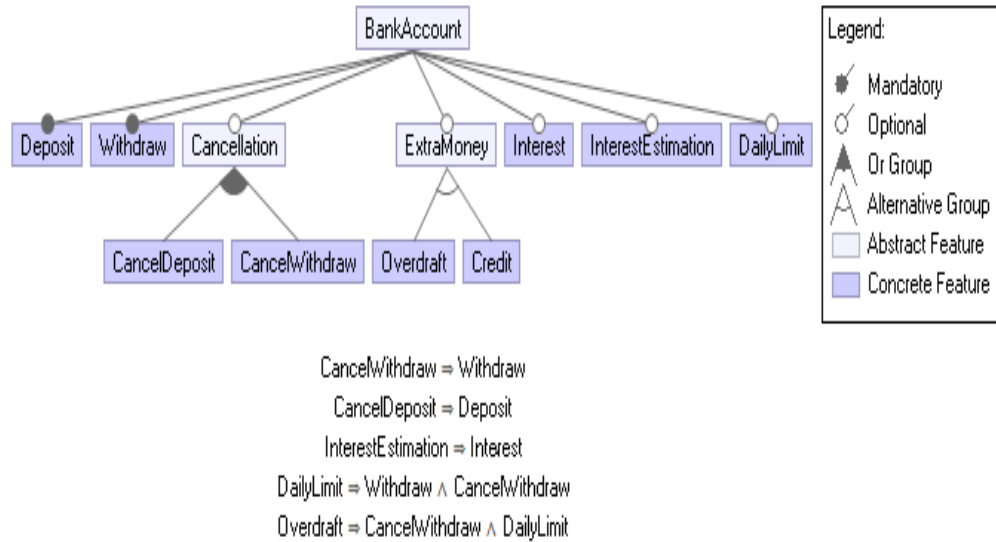 BankAccount
Legend:
Mandatory
Optional
Or Group
Alternative Group
Abstract Feature
Concrete Feature
Deposit
Withdraw
Cancellation
ExtraMoney
Interest
InterestEstimation
DailyLimit
CancelDeposit
CancelWithdraw
Overdraft
Credit
CancelWithdraw ⇒ Withdraw
CancelDeposit ⇒ Deposit
InterestEstimation ⇒ Interest
DailyLimit ⇒ Withdraw ∧ CancelWithdraw
Overdraft ⇒ CancelWithdraw ∧ DailyLimit